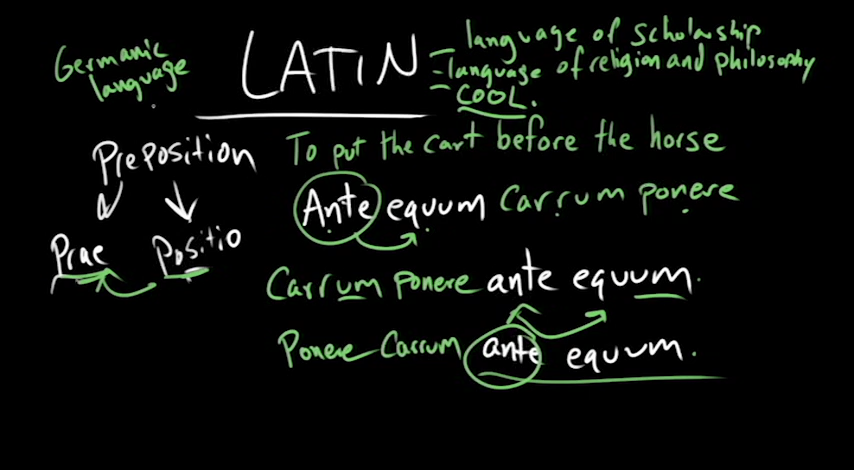 Germanic
language
LATIN
- language of scholarship
- language of religion and philosophy
- COOL.
Preposition
Prae Positio
To put the cart before the horse
Ante equum Carrum ponere
Carrum ponere ante equum.
Ponere Carrum ante equum.